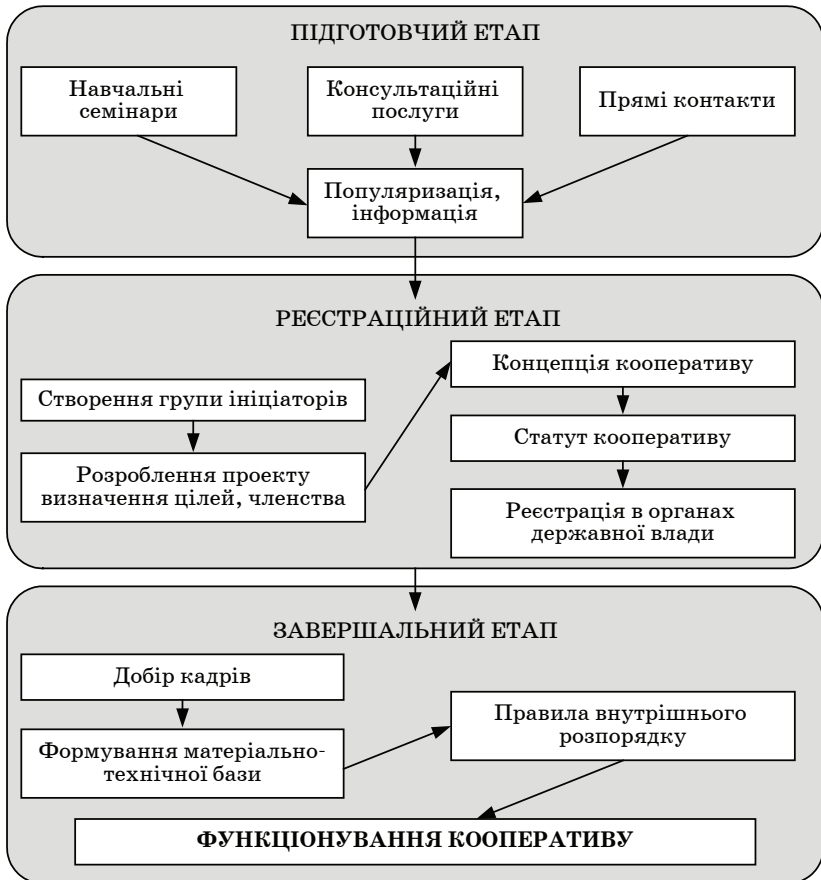 ПІДГОТОВЧИЙ ЕТАП
Навчальні
семінари
Консультаційні
послуги
Прямі контакти
Популяризація,
інформація
РЕЄСТРАЦІЙНИЙ ЕТАП
Створення групи ініціаторів
Розроблення проекту
визначення цілей, членства
Концепція кооперативу
Статут кооперативу
Реєстрація в органах
державної влади
ЗАВЕРШАЛЬНИЙ ЕТАП
Добір кадрів
Формування матеріально-
технічної бази
Правила внутрішнього
розпорядку
ФУНКЦІОНУВАННЯ КООПЕРАТИВУ